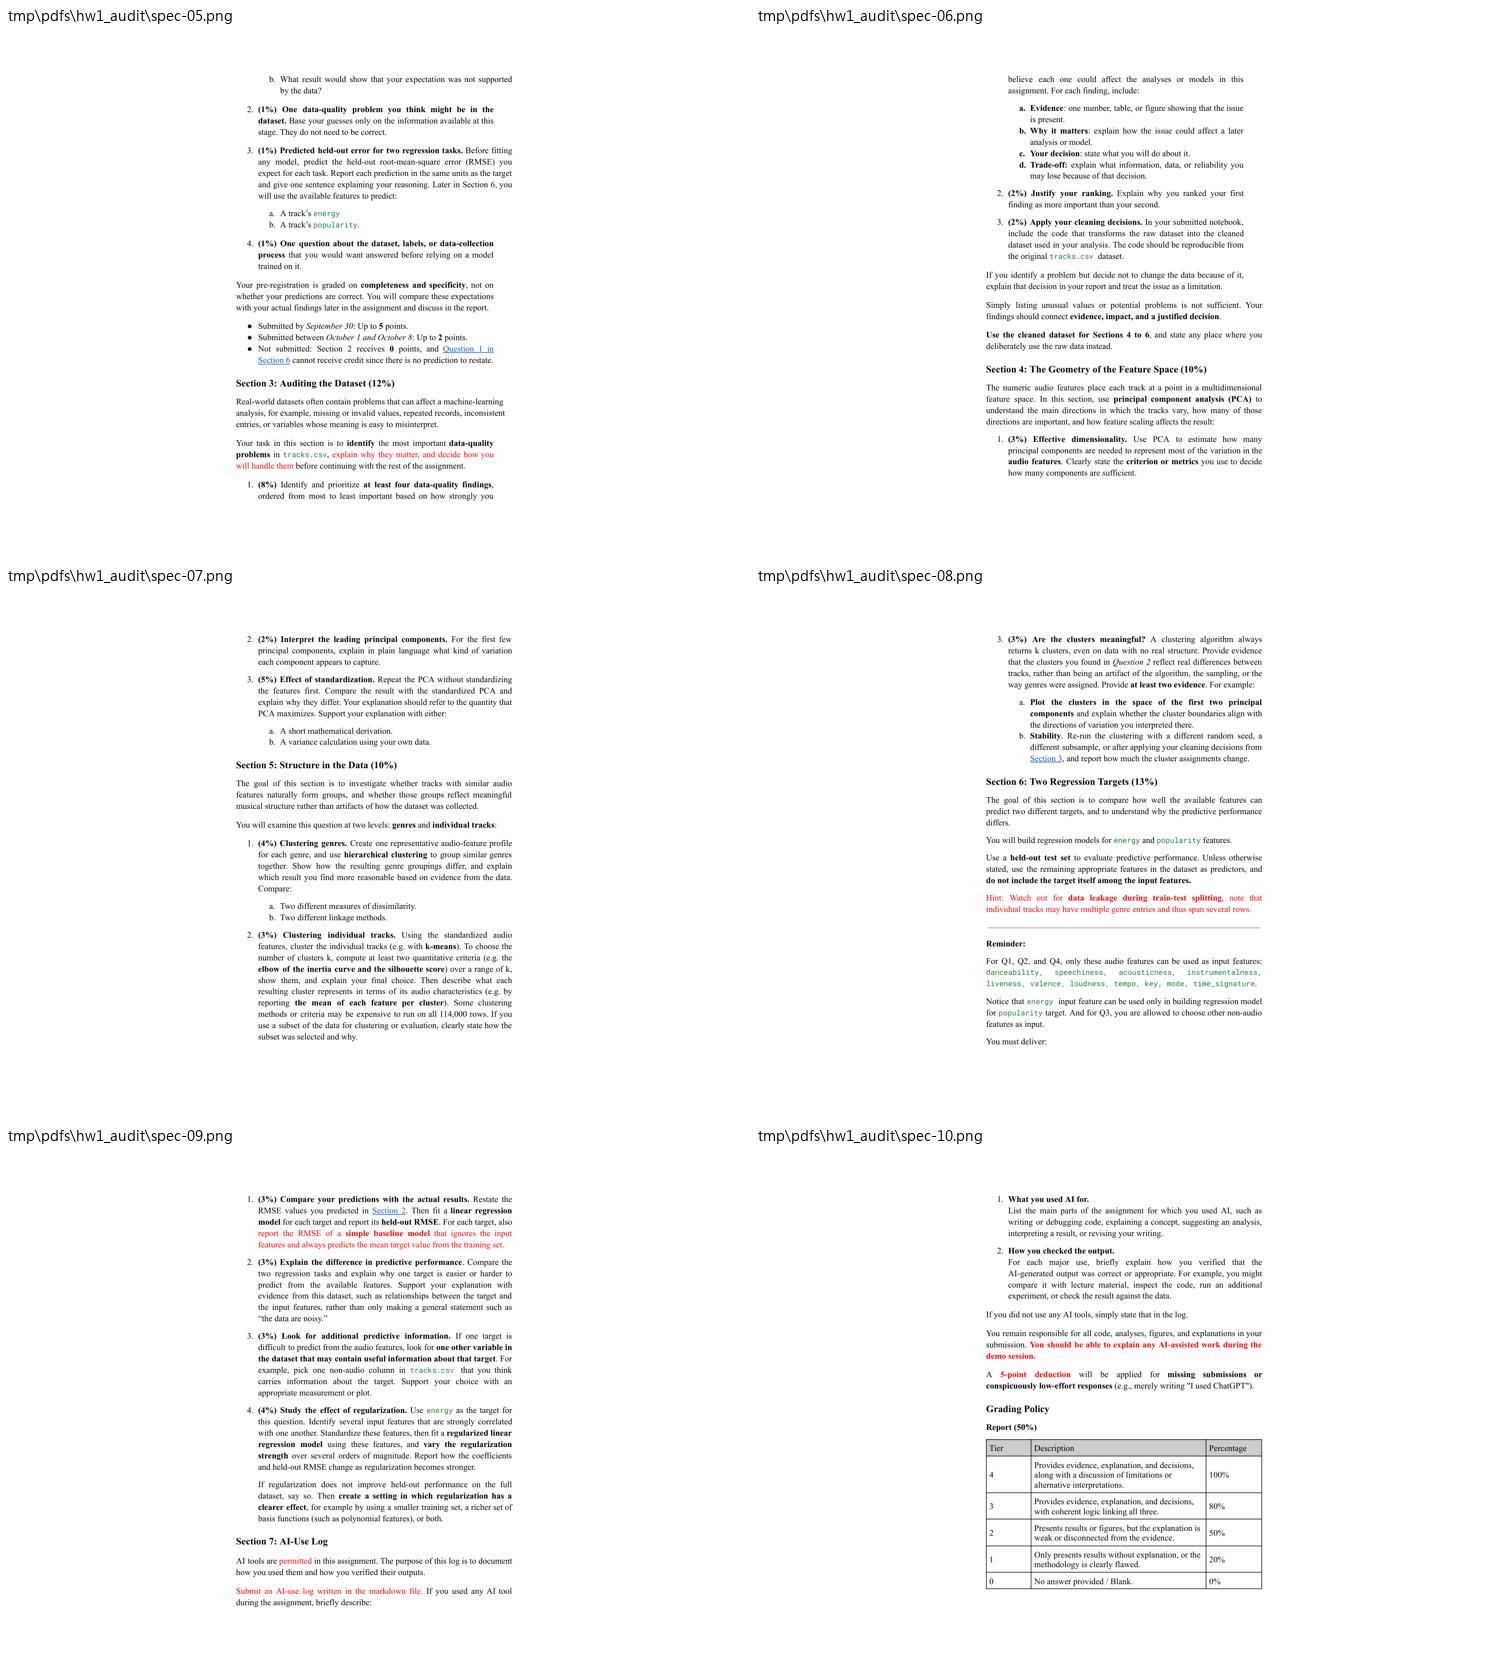 tmp\pdfs\hw1_audit\spec-05.png
b. What result would show that your expectation was not supported
by the data?
2. (1%) One data-quality problem you think might be in the
dataset. Base your guesses only on the information available at this
stage. They do not need to be correct.
3. (1%) Predicted held-out error for two regression tasks. Before fitting
any model, predict the held-out root-mean-square error (RMSE) you
expect for each task. Report each prediction in the same units as the target
and give one sentence explaining your reasoning. Later in Section 6, you
will use the available features to predict:
a. A track's energy
b. A track's popularity.
4. (1%) One question about the dataset, labels, or data-collection
process that you would want answered before relying on a model
trained on it.
Your pre-registration is graded on completeness and specificity, not on
whether your predictions are correct. You will compare these expectations
with your actual findings later in the assignment and discuss in the report.
● Submitted by September 30: Up to 5 points.
● Submitted between October 1 and October 8: Up to 2 points.
● Not submitted: Section 2 receives 0 points, and Question 1 in
Section 6 cannot receive credit since there is no prediction to restate.
Section 3: Auditing the Dataset (12%)
Real-world datasets often contain problems that can affect a machine-learning
analysis, for example, missing or invalid values, repeated records, inconsistent
entries, or variables whose meaning is easy to misinterpret.
Your task in this section is to identify the most important data-quality
problems in tracks.csv, explain why they matter, and decide how you
will handle them before continuing with the rest of the assignment.
1. (8%) Identify and prioritize at least four data-quality findings,
ordered from most to least important based on how strongly you
tmp\pdfs\hw1_audit\spec-06.png
believe each one could affect the analyses or models in this
assignment. For each finding, include:
a. Evidence: one number, table, or figure showing that the issue
is present.
b. Why it matters: explain how the issue could affect a later
analysis or model.
c. Your decision: state what you will do about it.
d. Trade-off: explain what information, data, or reliability you
may lose because of that decision.
2. (2%) Justify your ranking. Explain why you ranked your first
finding as more important than your second.
3. (2%) Apply your cleaning decisions. In your submitted notebook,
include the code that transforms the raw dataset into the cleaned
dataset used in your analysis. The code should be reproducible from
the original tracks.csv dataset.
If you identify a problem but decide not to change the data because of it,
explain that decision in your report and treat the issue as a limitation.
Simply listing unusual values or potential problems is not sufficient. Your
findings should connect evidence, impact, and a justified decision.
Use the cleaned dataset for Sections 4 to 6, and state any place where you
deliberately use the raw data instead.
Section 4: The Geometry of the Feature Space (10%)
The numeric audio features place each track at a point in a multidimensional
feature space. In this section, use principal component analysis (PCA) to
understand the main directions in which the tracks vary, how many of those
directions are important, and how feature scaling affects the result:
1. (3%) Effective dimensionality. Use PCA to estimate how many
principal components are needed to represent most of the variation in the
audio features. Clearly state the criterion or metrics you use to decide
how many components are sufficient.
tmp\pdfs\hw1_audit\spec-07.png
2. (2%) Interpret the leading principal components. For the first few
principal components, explain in plain language what kind of variation
each component appears to capture.
3. (5%) Effect of standardization. Repeat the PCA without standardizing
the features first. Compare the result with the standardized PCA and
explain why they differ. Your explanation should refer to the quantity that
PCA maximizes. Support your explanation with either:
a. A short mathematical derivation.
b. A variance calculation using your own data.
Section 5: Structure in the Data (10%)
The goal of this section is to investigate whether tracks with similar audio
features naturally form groups, and whether those groups reflect meaningful
musical structure rather than artifacts of how the dataset was collected.
You will examine this question at two levels: genres and individual tracks:
1. (4%) Clustering genres. Create one representative audio-feature profile
for each genre, and use hierarchical clustering to group similar genres
together. Show how the resulting genre groupings differ, and explain
which result you find more reasonable based on evidence from the data.
Compare:
a. Two different measures of dissimilarity.
b. Two different linkage methods.
2. (3%) Clustering individual tracks. Using the standardized audio
features, cluster the individual tracks (e.g. with k-means). To choose the
number of clusters k, compute at least two quantitative criteria (e.g. the
elbow of the inertia curve and the silhouette score) over a range of k,
show them, and explain your final choice. Then describe what each
resulting cluster represents in terms of its audio characteristics (e.g. by
reporting the mean of each feature per cluster). Some clustering
methods or criteria may be expensive to run on all 114,000 rows. If you
use a subset of the data for clustering or evaluation, clearly state how the
subset was selected and why.
tmp\pdfs\hw1_audit\spec-08.png
3. (3%) Are the clusters meaningful? A clustering algorithm always
returns k clusters, even on data with no real structure. Provide evidence
that the clusters you found in Question 2 reflect real differences between
tracks, rather than being an artifact of the algorithm, the sampling, or the
way genres were assigned. Provide at least two evidence. For example:
a. Plot the clusters in the space of the first two principal
components and explain whether the cluster boundaries align with
the directions of variation you interpreted there.
b. Stability. Re-run the clustering with a different random seed, a
different subsample, or after applying your cleaning decisions from
Section 3, and report how much the cluster assignments change.
Section 6: Two Regression Targets (13%)
The goal of this section is to compare how well the available features can
predict two different targets, and to understand why the predictive performance
differs.
You will build regression models for energy and popularity features.
Use a held-out test set to evaluate predictive performance. Unless otherwise
stated, use the remaining appropriate features in the dataset as predictors, and
do not include the target itself among the input features.
Hint: Watch out for data leakage during train-test splitting, note that
individual tracks may have multiple genre entries and thus span several rows.
Reminder:
For Q1, Q2, and Q4, only these audio features can be used as input features:
danceability, speechiness, acousticness, instrumentalness,
liveness, valence, loudness, tempo, key, mode, time_signature.
Notice that energy input feature can be used only in building regression model
for popularity target. And for Q3, you are allowed to choose other non-audio
features as input.
You must deliver:
tmp\pdfs\hw1_audit\spec-09.png
1. (3%) Compare your predictions with the actual results. Restate the
RMSE values you predicted in Section 2. Then fit a linear regression
model for each target and report its held-out RMSE. For each target, also
report the RMSE of a simple baseline model that ignores the input
features and always predicts the mean target value from the training set.
2. (3%) Explain the difference in predictive performance. Compare the
two regression tasks and explain why one target is easier or harder to
predict from the available features. Support your explanation with
evidence from this dataset, such as relationships between the target and
the input features, rather than only making a general statement such as
"the data are noisy."
3. (3%) Look for additional predictive information. If one target is
difficult to predict from the audio features, look for one other variable in
the dataset that may contain useful information about that target. For
example, pick one non-audio column in tracks.csv that you think
carries information about the target. Support your choice with an
appropriate measurement or plot.
4. (4%) Study the effect of regularization. Use energy as the target for
this question. Identify several input features that are strongly correlated
with one another. Standardize these features, then fit a regularized linear
regression model using these features, and vary the regularization
strength over several orders of magnitude. Report how the coefficients
and held-out RMSE change as regularization becomes stronger.
If regularization does not improve held-out performance on the full
dataset, say so. Then create a setting in which regularization has a
clearer effect, for example by using a smaller training set, a richer set of
basis functions (such as polynomial features), or both.
Section 7: AI-Use Log
AI tools are permitted in this assignment. The purpose of this log is to document
how you used them and how you verified their outputs.
Submit an AI-use log written in the markdown file. If you used any AI tool
during the assignment, briefly describe:
tmp\pdfs\hw1_audit\spec-10.png
1. What you used AI for.
List the main parts of the assignment for which you used AI, such as
writing or debugging code, explaining a concept, suggesting an analysis,
interpreting a result, or revising your writing.
2. How you checked the output.
For each major use, briefly explain how you verified that the
AI-generated output was correct or appropriate. For example, you might
compare it with lecture material, inspect the code, run an additional
experiment, or check the result against the data.
If you did not use any AI tools, simply state that in the log.
You remain responsible for all code, analyses, figures, and explanations in your
submission. You should be able to explain any AI-assisted work during the
demo session.
A 5-point deduction will be applied for missing submissions or
conspicuously low-effort responses (e.g., merely writing "I used ChatGPT").
Grading Policy
Report (50%)
Tier Description Percentage
4 Provides evidence, explanation, and decisions,
along with a discussion of limitations or
alternative interpretations. 100%
3 Provides evidence, explanation, and decisions,
with coherent logic linking all three. 80%
2 Presents results or figures, but the explanation is
weak or disconnected from the evidence. 50%
1 Only presents results without explanation, or the
methodology is clearly flawed. 20%
0 No answer provided / Blank. 0%